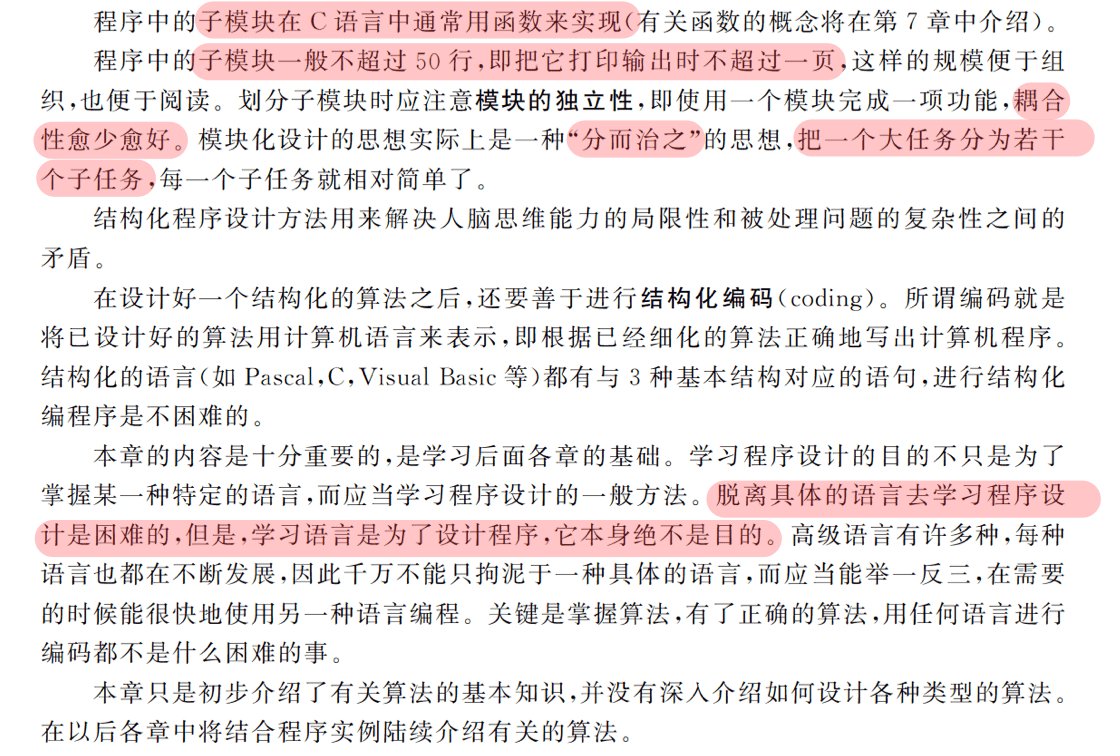 程序中的子模块在 C 语言中通常用函数来实现(有关函数的概念将在第 7 章中介绍)。
程序中的子模块一般不超过 50 行,即把它打印输出时不超过一页,这样的规模便于组
织,也便于阅读。划分子模块时应注意模块的独立性,即使用一个模块完成一项功能,耦合
性愈少愈好。模块化设计的思想实际上是一种“分而治之”的思想,把一个大任务分为若干
个子任务,每一个子任务就相对简单了。
结构化程序设计方法用来解决人脑思维能力的局限性和被处理问题的复杂性之间的
矛盾。
在设计好一个结构化的算法之后,还要善于进行结构化编码(coding)。所谓编码就是
将已设计好的算法用计算机语言来表示,即根据已经细化的算法正确地写出计算机程序。
结构化的语言(如 Pascal,C,Visual Basic 等)都有与 3 种基本结构对应的语句,进行结构化
编程序是不困难的。
本章的内容是十分重要的,是学习后面各章的基础。学习程序设计的目的不只是为了
掌握某一种特定的语言,而应当学习程序设计的一般方法。脱离具体的语言去学习程序设
计是困难的,但是,学习语言是为了设计程序,它本身绝不是目的。高级语言有许多种,每种
语言也都在不断发展,因此千万不能只拘泥于一种具体的语言,而应当能举一反三,在需要
的时候能很快地使用另一种语言编程。关键是掌握算法,有了正确的算法,用任何语言进行
编码都不是什么困难的事。
本章只是初步介绍了有关算法的基本知识,并没有深入介绍如何设计各种类型的算法。
在以后各章中将结合程序实例陆续介绍有关的算法。